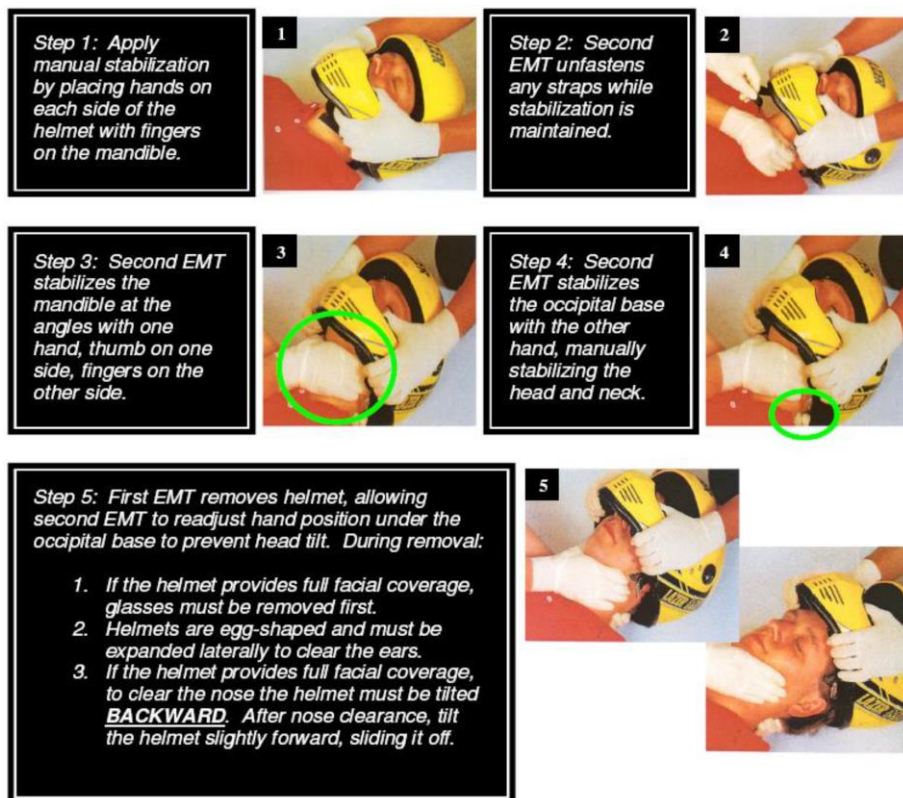 Step 1: Apply
manual stabilization
by placing hands on
each side of the
helmet with fingers
on the mandible.
1
Step 2: Second
EMT unfastens
any straps while
stabilization is
maintained.
2
Step 3: Second EMT
stabilizes the
mandible at the
angles with one
hand, thumb on one
side, fingers on the
other side.
3
Step 4: Second
EMT stabilizes
the occipital base
with the other
hand, manually
stabilizing the
head and neck.
4
Step 5: First EMT removes helmet, allowing
second EMT to readjust hand position under the
occipital base to prevent head tilt. During removal:
1. If the helmet provides full facial coverage,
glasses must be removed first.
2. Helmets are egg-shaped and must be
expanded laterally to clear the ears.
3. If the helmet provides full facial coverage,
to clear the nose the helmet must be tilted
BACKWARD. After nose clearance, tilt
the helmet slightly forward, sliding it off.
5